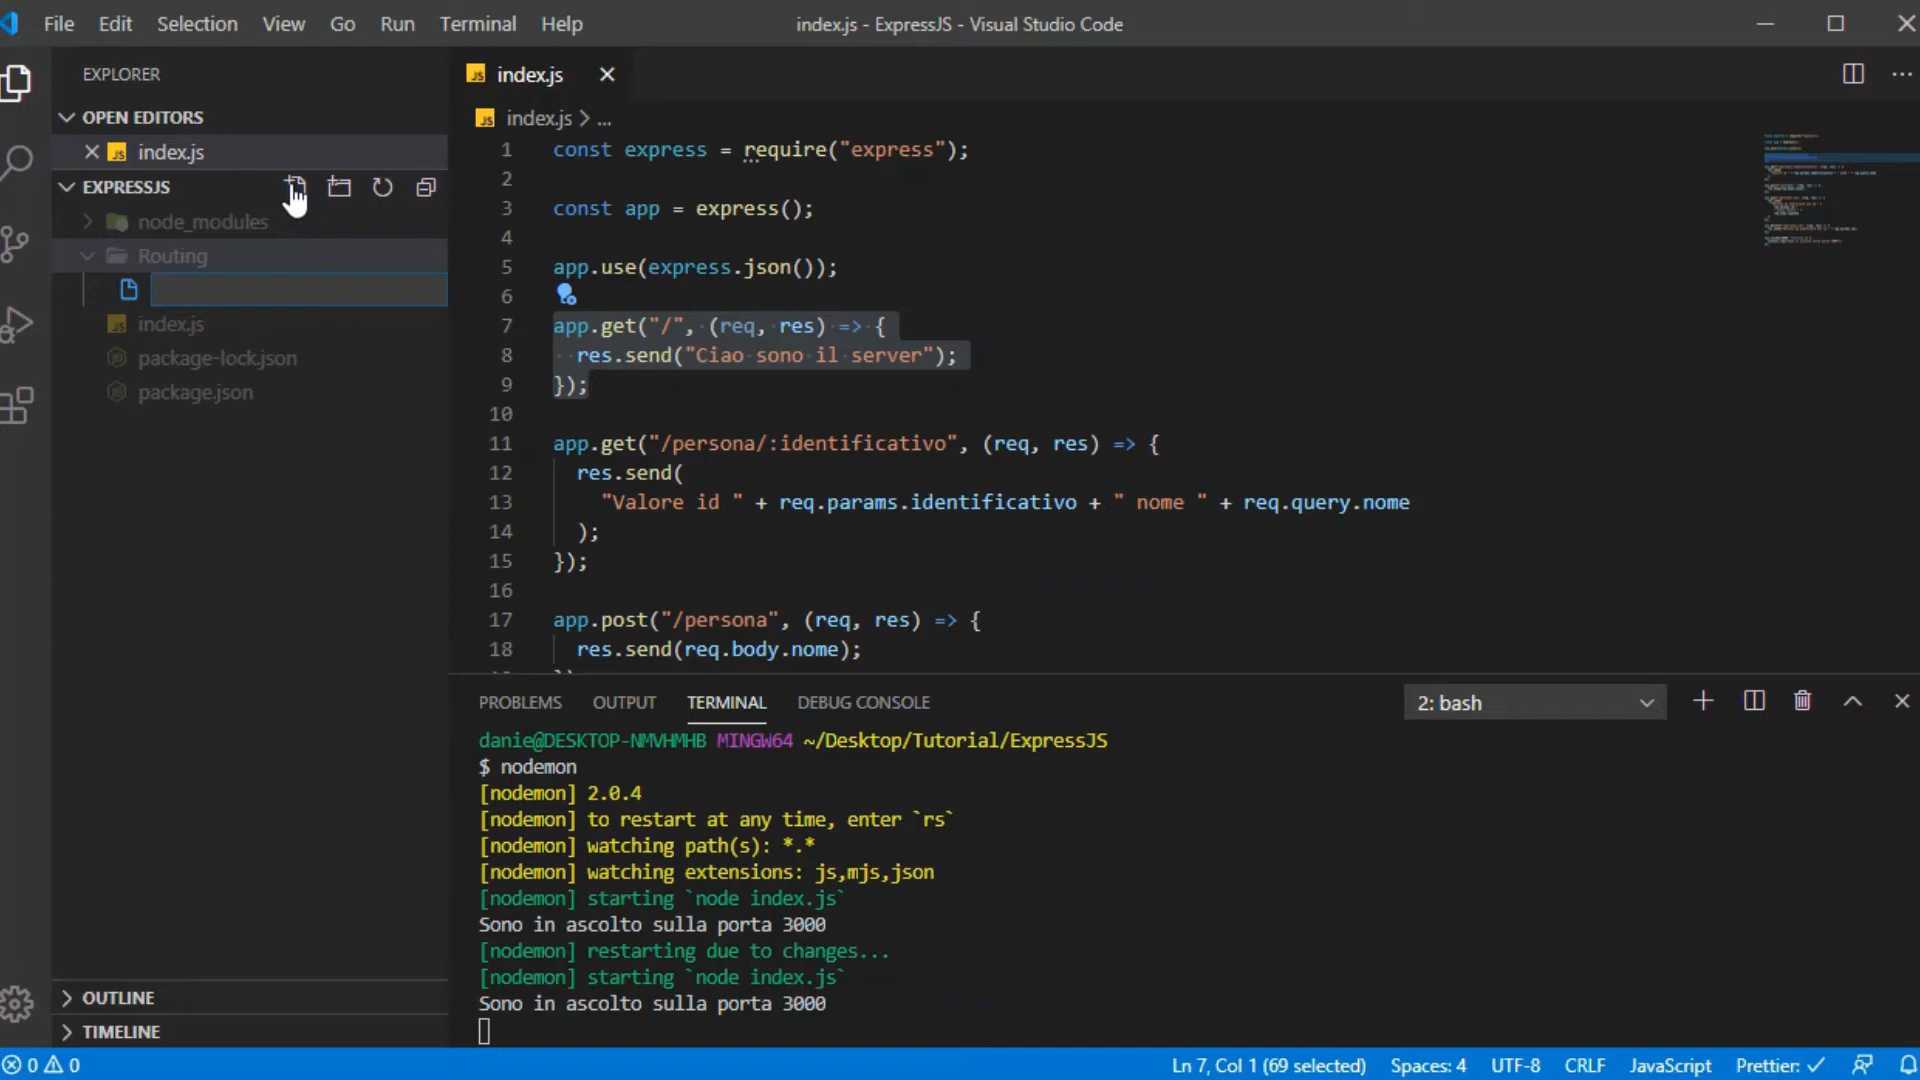 File Edit Selection View Go Run Terminal Help
index.js - ExpressJS - Visual Studio Code
EXPLORER
OPEN EDITORS
JS index.js
EXPRESSJS
node_modules
Routing
JS index.js
package-lock.json
package.json
OUTLINE
TIMELINE
JS index.js
JS index.js > ...
1 const express = require("express");
2
3 const app = express();
4
5 app.use(express.json());
6
7 app.get("/", (req, res) => {
8 res.send("Ciao sono il server");
9 });
10
11 app.get("/persona/:identificativo", (req, res) => {
12 res.send(
13 "Valore id " + req.params.identificativo + " nome " + req.query.nome
14 );
15 });
16
17 app.post("/persona", (req, res) => {
18 res.send(req.body.nome);
PROBLEMS OUTPUT TERMINAL DEBUG CONSOLE
2: bash
danie@DESKTOP-NMVHMHB MINGW64 ~/Desktop/Tutorial/ExpressJS
$ nodemon
[nodemon] 2.0.4
[nodemon] to restart at any time, enter `rs`
[nodemon] watching path(s): *.*
[nodemon] watching extensions: js,mjs,json
[nodemon] starting `node index.js`
Sono in ascolto sulla porta 3000
[nodemon] restarting due to changes...
[nodemon] starting `node index.js`
Sono in ascolto sulla porta 3000
0 0
Ln 7, Col 1 (69 selected) Spaces: 4 UTF-8 CRLF JavaScript Prettier: ✓